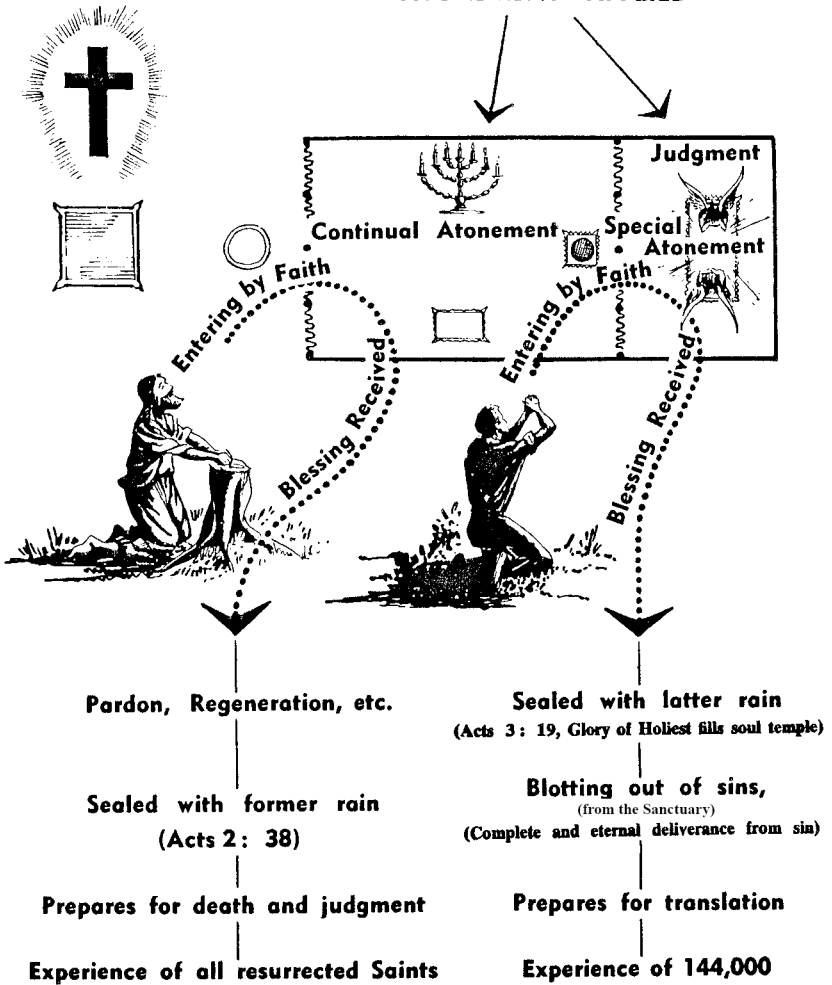 Judgment
Continual Atonement
Special
Atonement
Entering by Faith
Blessing Received
Entering by Faith
Blessing Received
Pardon, Regeneration, etc.
Sealed with former rain
(Acts 2: 38)
Prepares for death and judgment
Experience of all resurrected Saints
Sealed with latter rain
(Acts 3: 19, Glory of Holiest fills soul temple)
Blotting out of sins,
(from the Sanctuary)
(Complete and eternal deliverance from sin)
Prepares for translation
Experience of 144,000